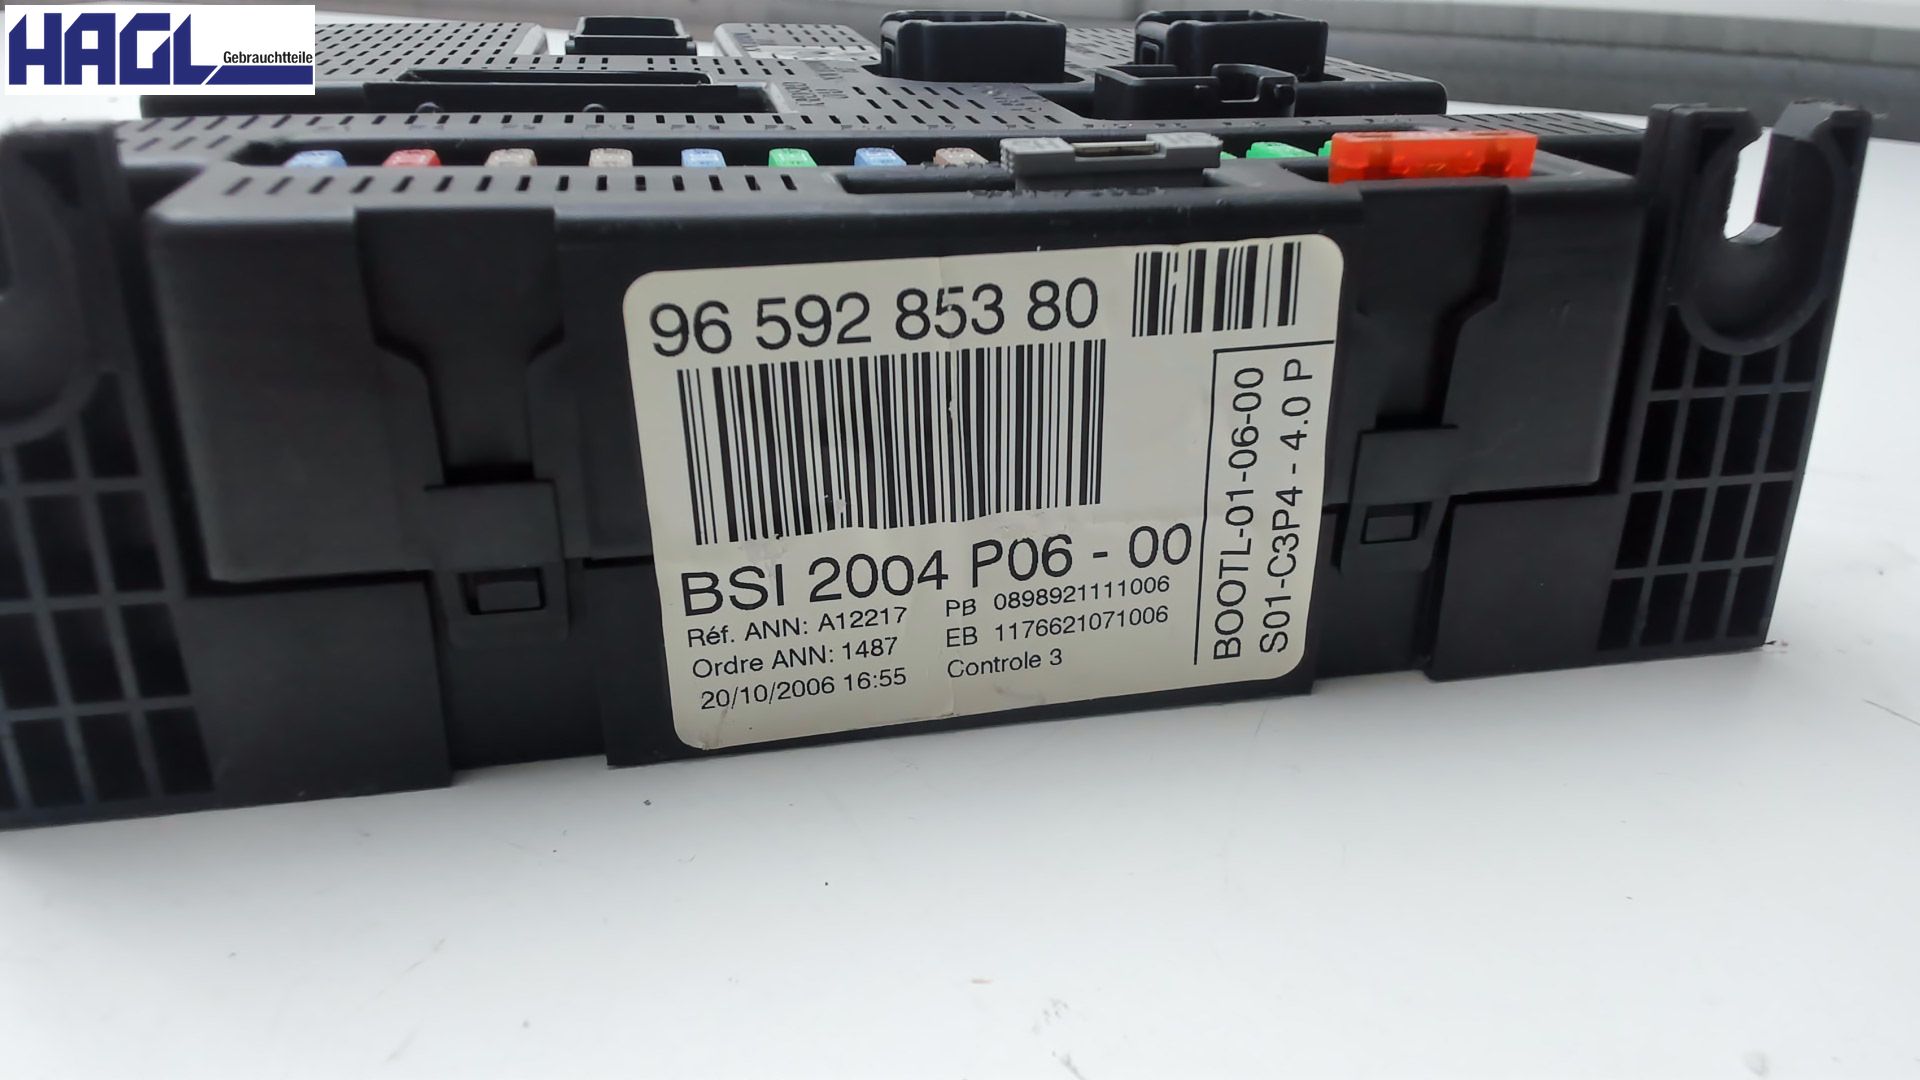 HAGL
Gebrauchtteile
96 592 853 80
BSI 2004 P06 - 00
Réf. ANN: A12217
Ordre ANN: 1487
20/10/2006 16:55
PB 0898921111006
EB 1176621071006
Controle 3
BOOTL-01-06-00
S01-C3P4 - 4.0 P